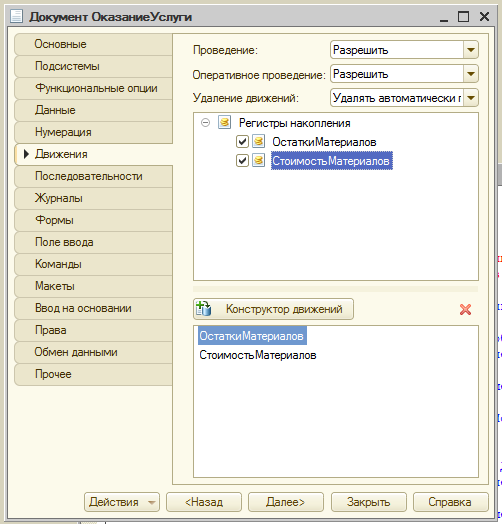 Документ ОказаниеУслуги
Основные
Подсистемы
Функциональные опции
Данные
Нумерация
Движения
Последовательности
Журналы
Формы
Поле ввода
Команды
Макеты
Ввод на основании
Права
Обмен данными
Прочее
Проведение: Разрешить
Оперативное проведение: Разрешить
Удаление движений: Удалять автоматически
Регистры накопления
ОстаткиМатериалов
СтоимостьМатериалов
Конструктор движений
ОстаткиМатериалов
СтоимостьМатериалов
Действия <Назад Далее> Закрыть Справка